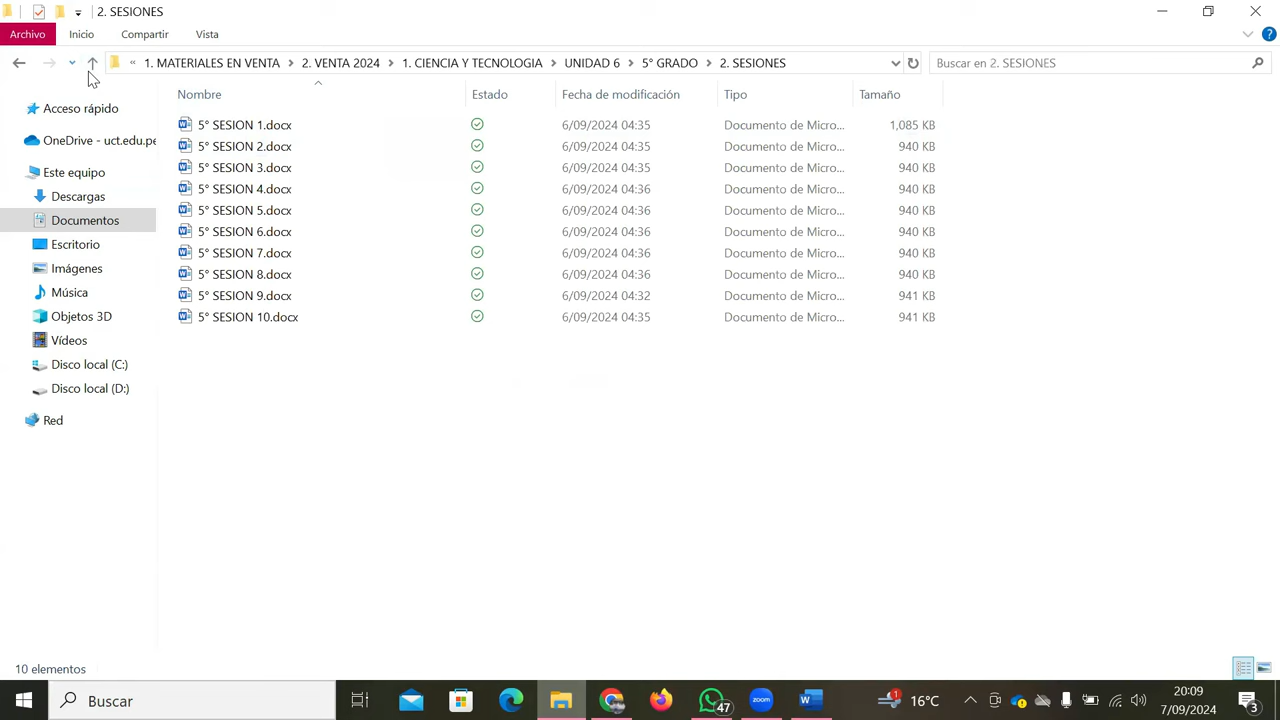 2. SESIONES
Archivo Inicio Compartir Vista
« 1. MATERIALES EN VENTA > 2. VENTA 2024 > 1. CIENCIA Y TECNOLOGIA > UNIDAD 6 > 5° GRADO > 2. SESIONES
Buscar en 2. SESIONES
Nombre Estado Fecha de modificación Tipo Tamaño
5° SESION 1.docx 6/09/2024 04:35 Documento de Micro... 1,085 KB
5° SESION 2.docx 6/09/2024 04:35 Documento de Micro... 940 KB
5° SESION 3.docx 6/09/2024 04:35 Documento de Micro... 940 KB
5° SESION 4.docx 6/09/2024 04:36 Documento de Micro... 940 KB
5° SESION 5.docx 6/09/2024 04:36 Documento de Micro... 940 KB
5° SESION 6.docx 6/09/2024 04:36 Documento de Micro... 940 KB
5° SESION 7.docx 6/09/2024 04:36 Documento de Micro... 940 KB
5° SESION 8.docx 6/09/2024 04:36 Documento de Micro... 940 KB
5° SESION 9.docx 6/09/2024 04:32 Documento de Micro... 941 KB
5° SESION 10.docx 6/09/2024 04:35 Documento de Micro... 941 KB
Acceso rápido
OneDrive - uct.edu.pe
Este equipo
Descargas
Documentos
Escritorio
Imágenes
Música
Objetos 3D
Vídeos
Disco local (C:)
Disco local (D:)
Red
10 elementos
Buscar
zoom
47
1
16°C
20:09
7/09/2024
3